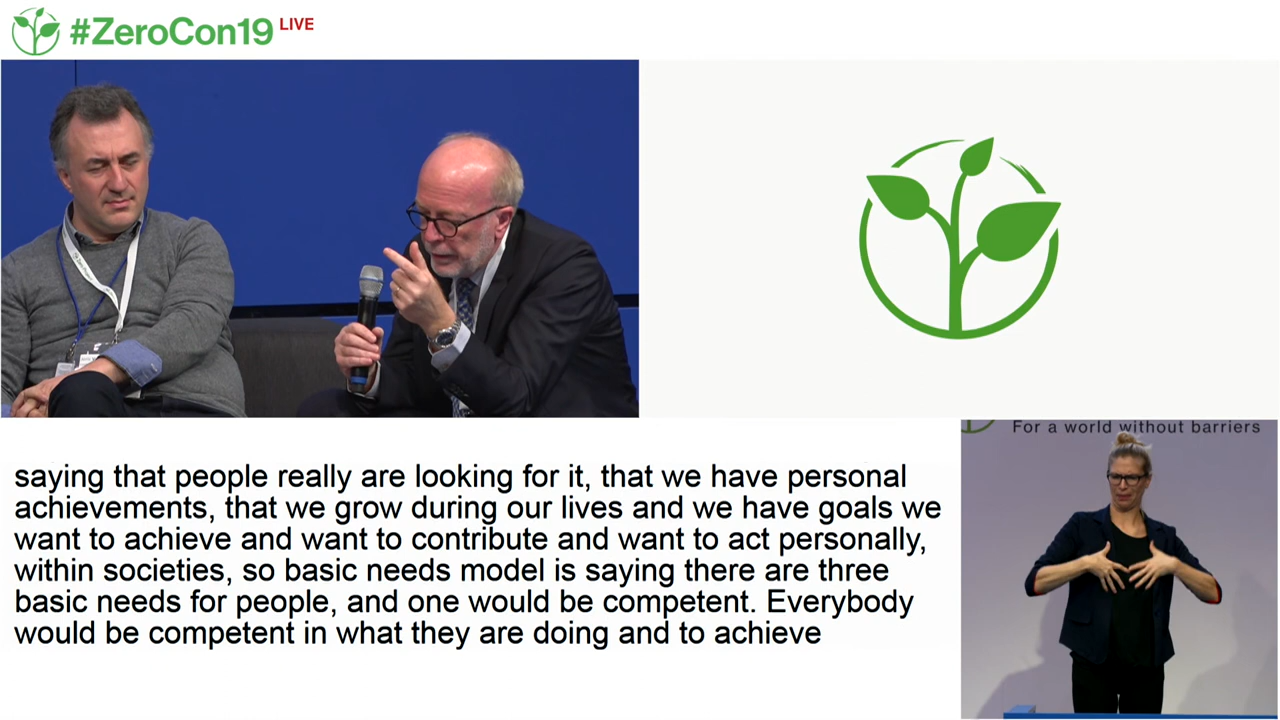 #ZeroCon19 LIVE
saying that people really are looking for it, that we have personal
achievements, that we grow during our lives and we have goals we
want to achieve and want to contribute and want to act personally,
within societies, so basic needs model is saying there are three
basic needs for people, and one would be competent. Everybody
would be competent in what they are doing and to achieve
For a world without barriers